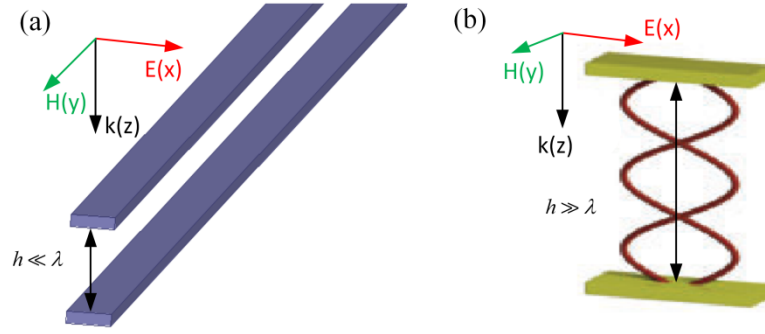 (a)
E(x)
H(y)
k(z)
h ≪ λ
(b)
E(x)
H(y)
k(z)
h ≫ λ